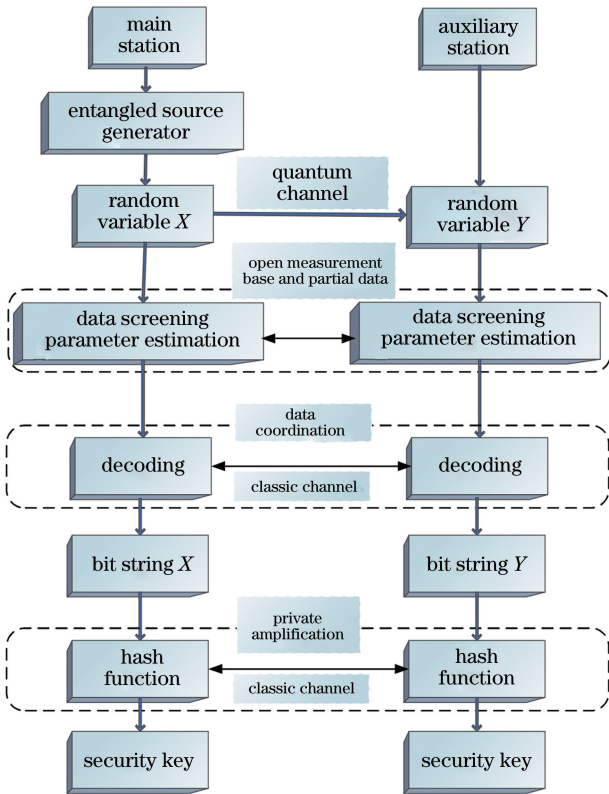 main
station
auxiliary
station
entangled source
generator
quantum
channel
random
variable X
random
variable Y
open measurement
base and partial data
data screening
parameter estimation
data screening
parameter estimation
data
coordination
decoding
decoding
classic channel
bit string X
bit string Y
private
amplification
hash
function
hash
function
classic channel
security key
security key